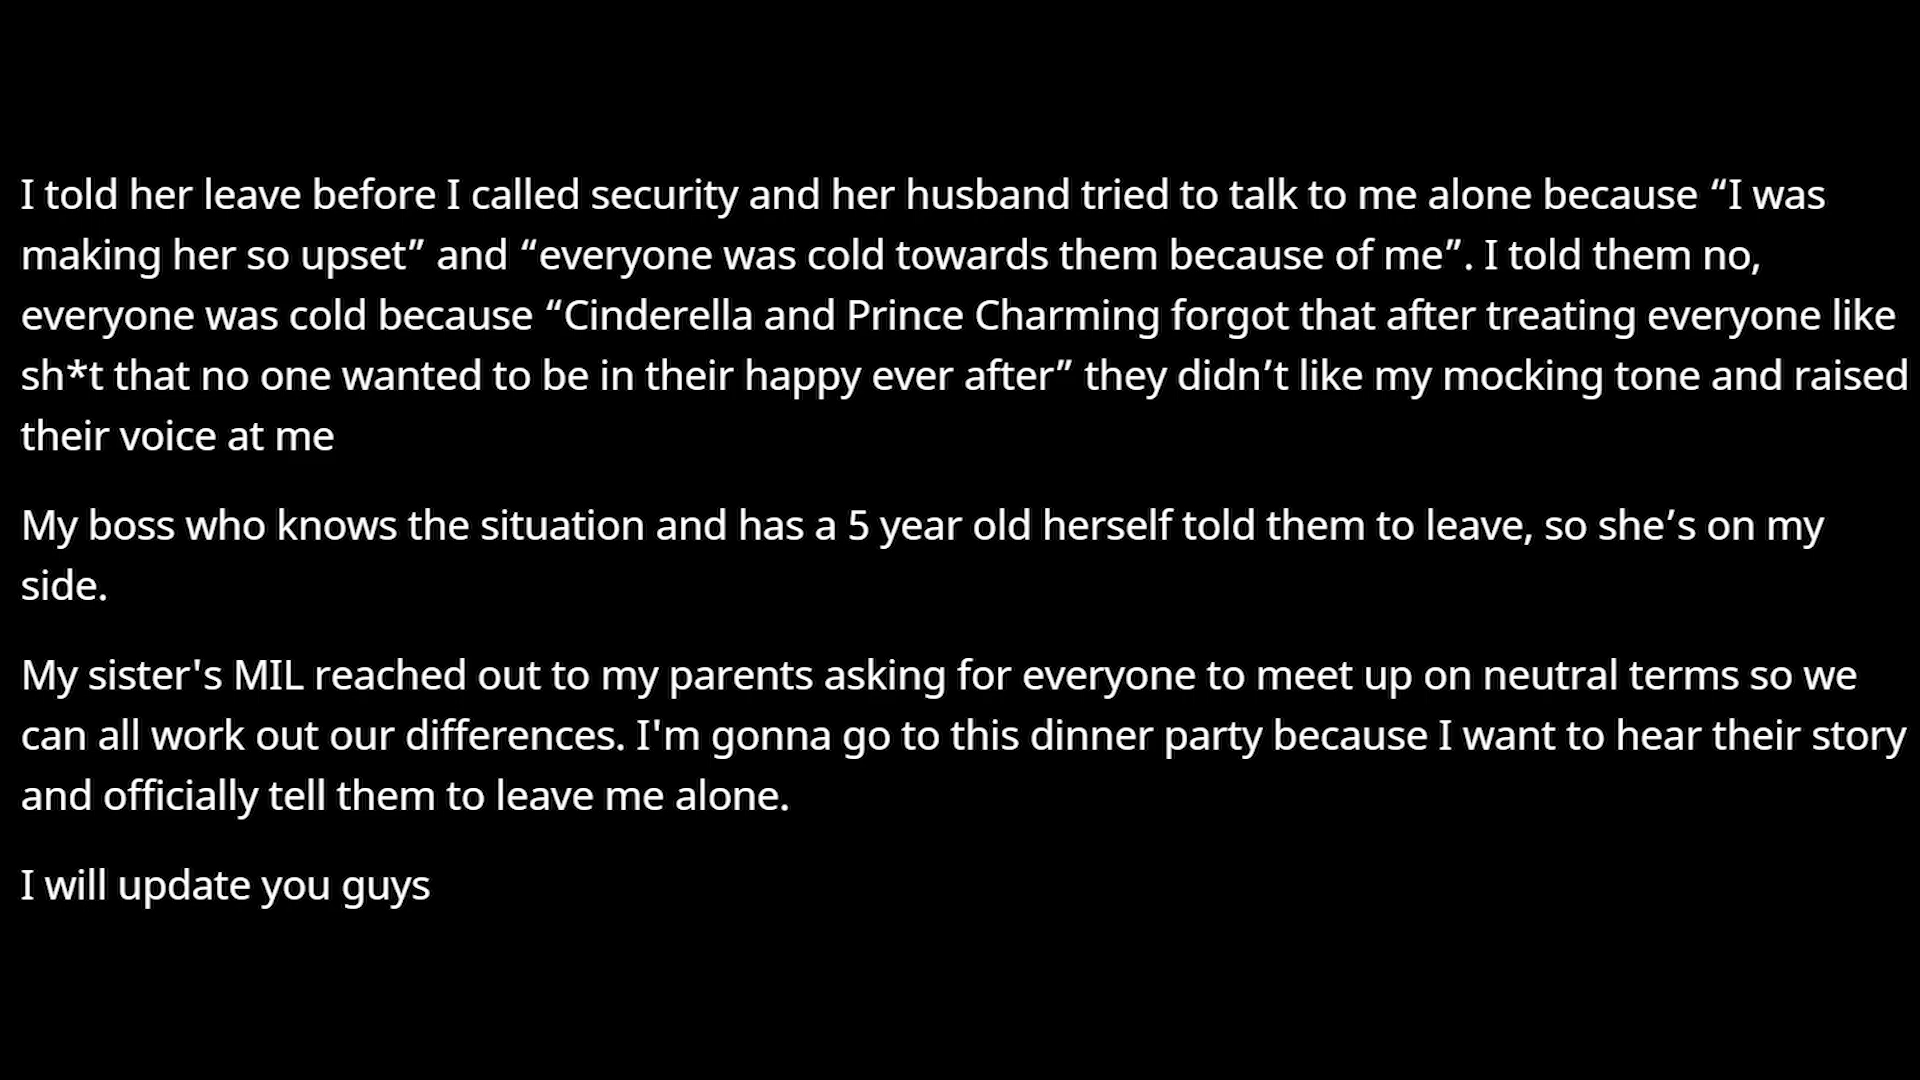 I told her leave before I called security and her husband tried to talk to me alone because “I was
making her so upset” and “everyone was cold towards them because of me”. I told them no,
everyone was cold because “Cinderella and Prince Charming forgot that after treating everyone like
sh*t that no one wanted to be in their happy ever after” they didn’t like my mocking tone and raised
their voice at me
My boss who knows the situation and has a 5 year old herself told them to leave, so she’s on my
side.
My sister's MIL reached out to my parents asking for everyone to meet up on neutral terms so we
can all work out our differences. I'm gonna go to this dinner party because I want to hear their story
and officially tell them to leave me alone.
I will update you guys